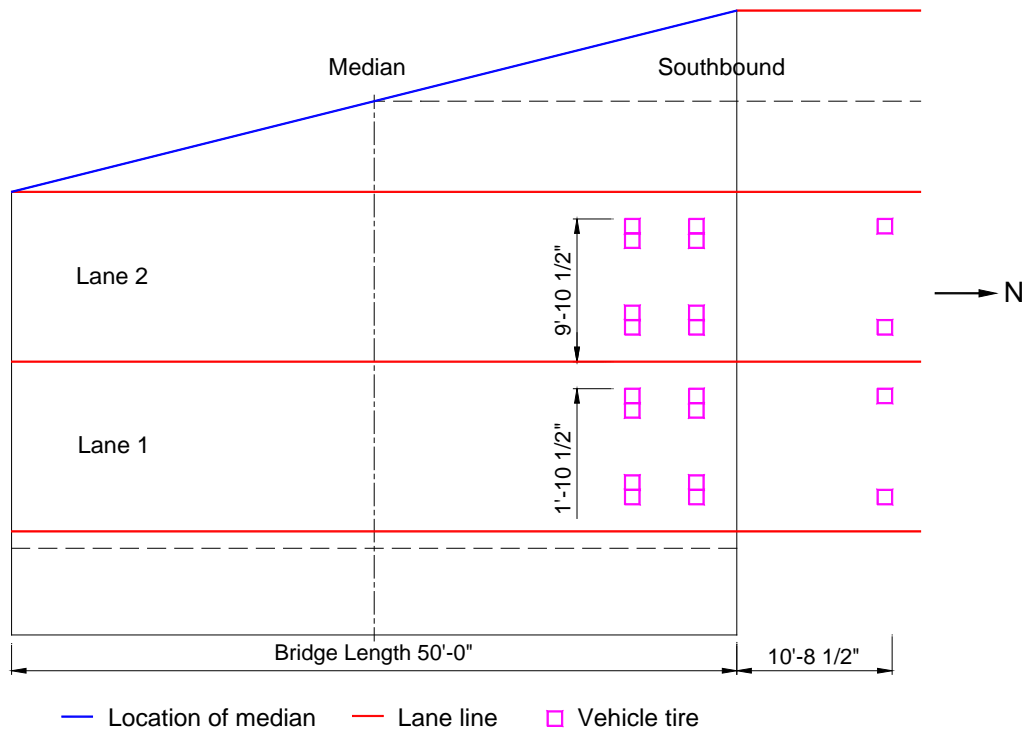 Median
Southbound
Lane 2
9'-10 1/2"
N
Lane 1
1'-10 1/2"
Bridge Length 50'-0"
10'-8 1/2"
Location of median
Lane line
Vehicle tire